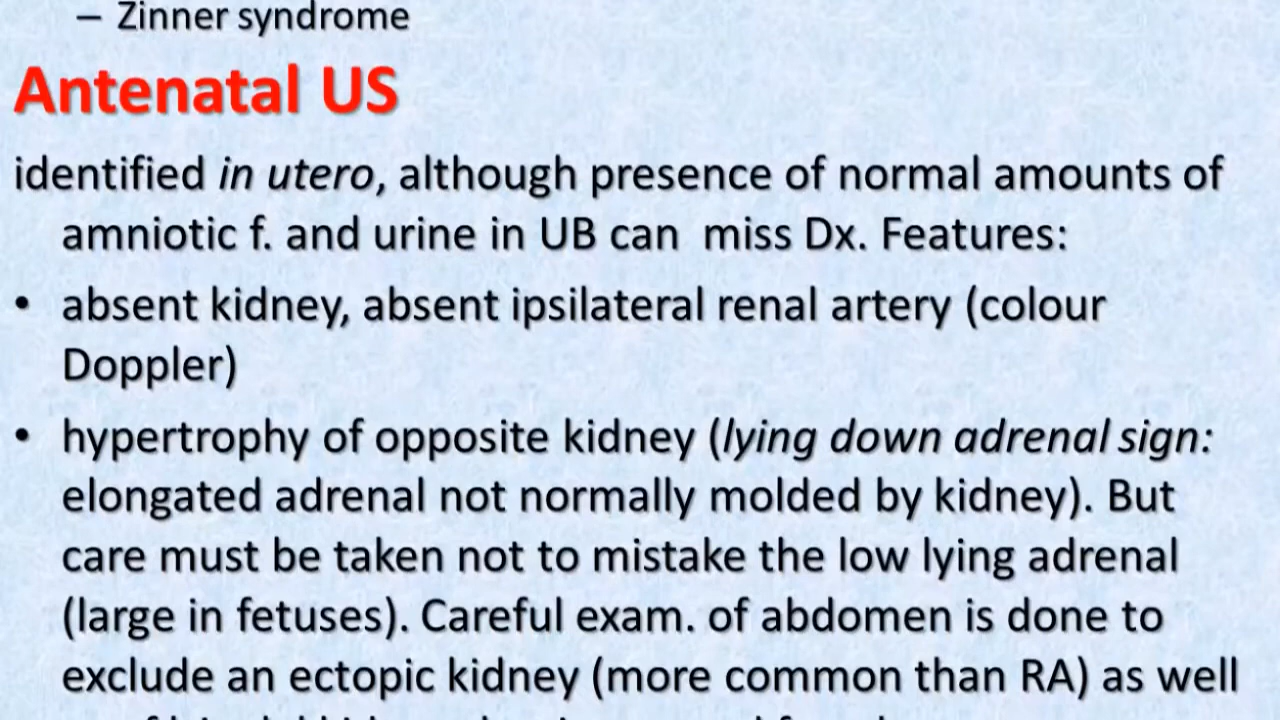 – Zinner syndrome
Antenatal US
identified in utero, although presence of normal amounts of
amniotic f. and urine in UB can  miss Dx. Features:
• absent kidney, absent ipsilateral renal artery (colour
Doppler)
• hypertrophy of opposite kidney (lying down adrenal sign:
elongated adrenal not normally molded by kidney). But
care must be taken not to mistake the low lying adrenal
(large in fetuses). Careful exam. of abdomen is done to
exclude an ectopic kidney (more common than RA) as well